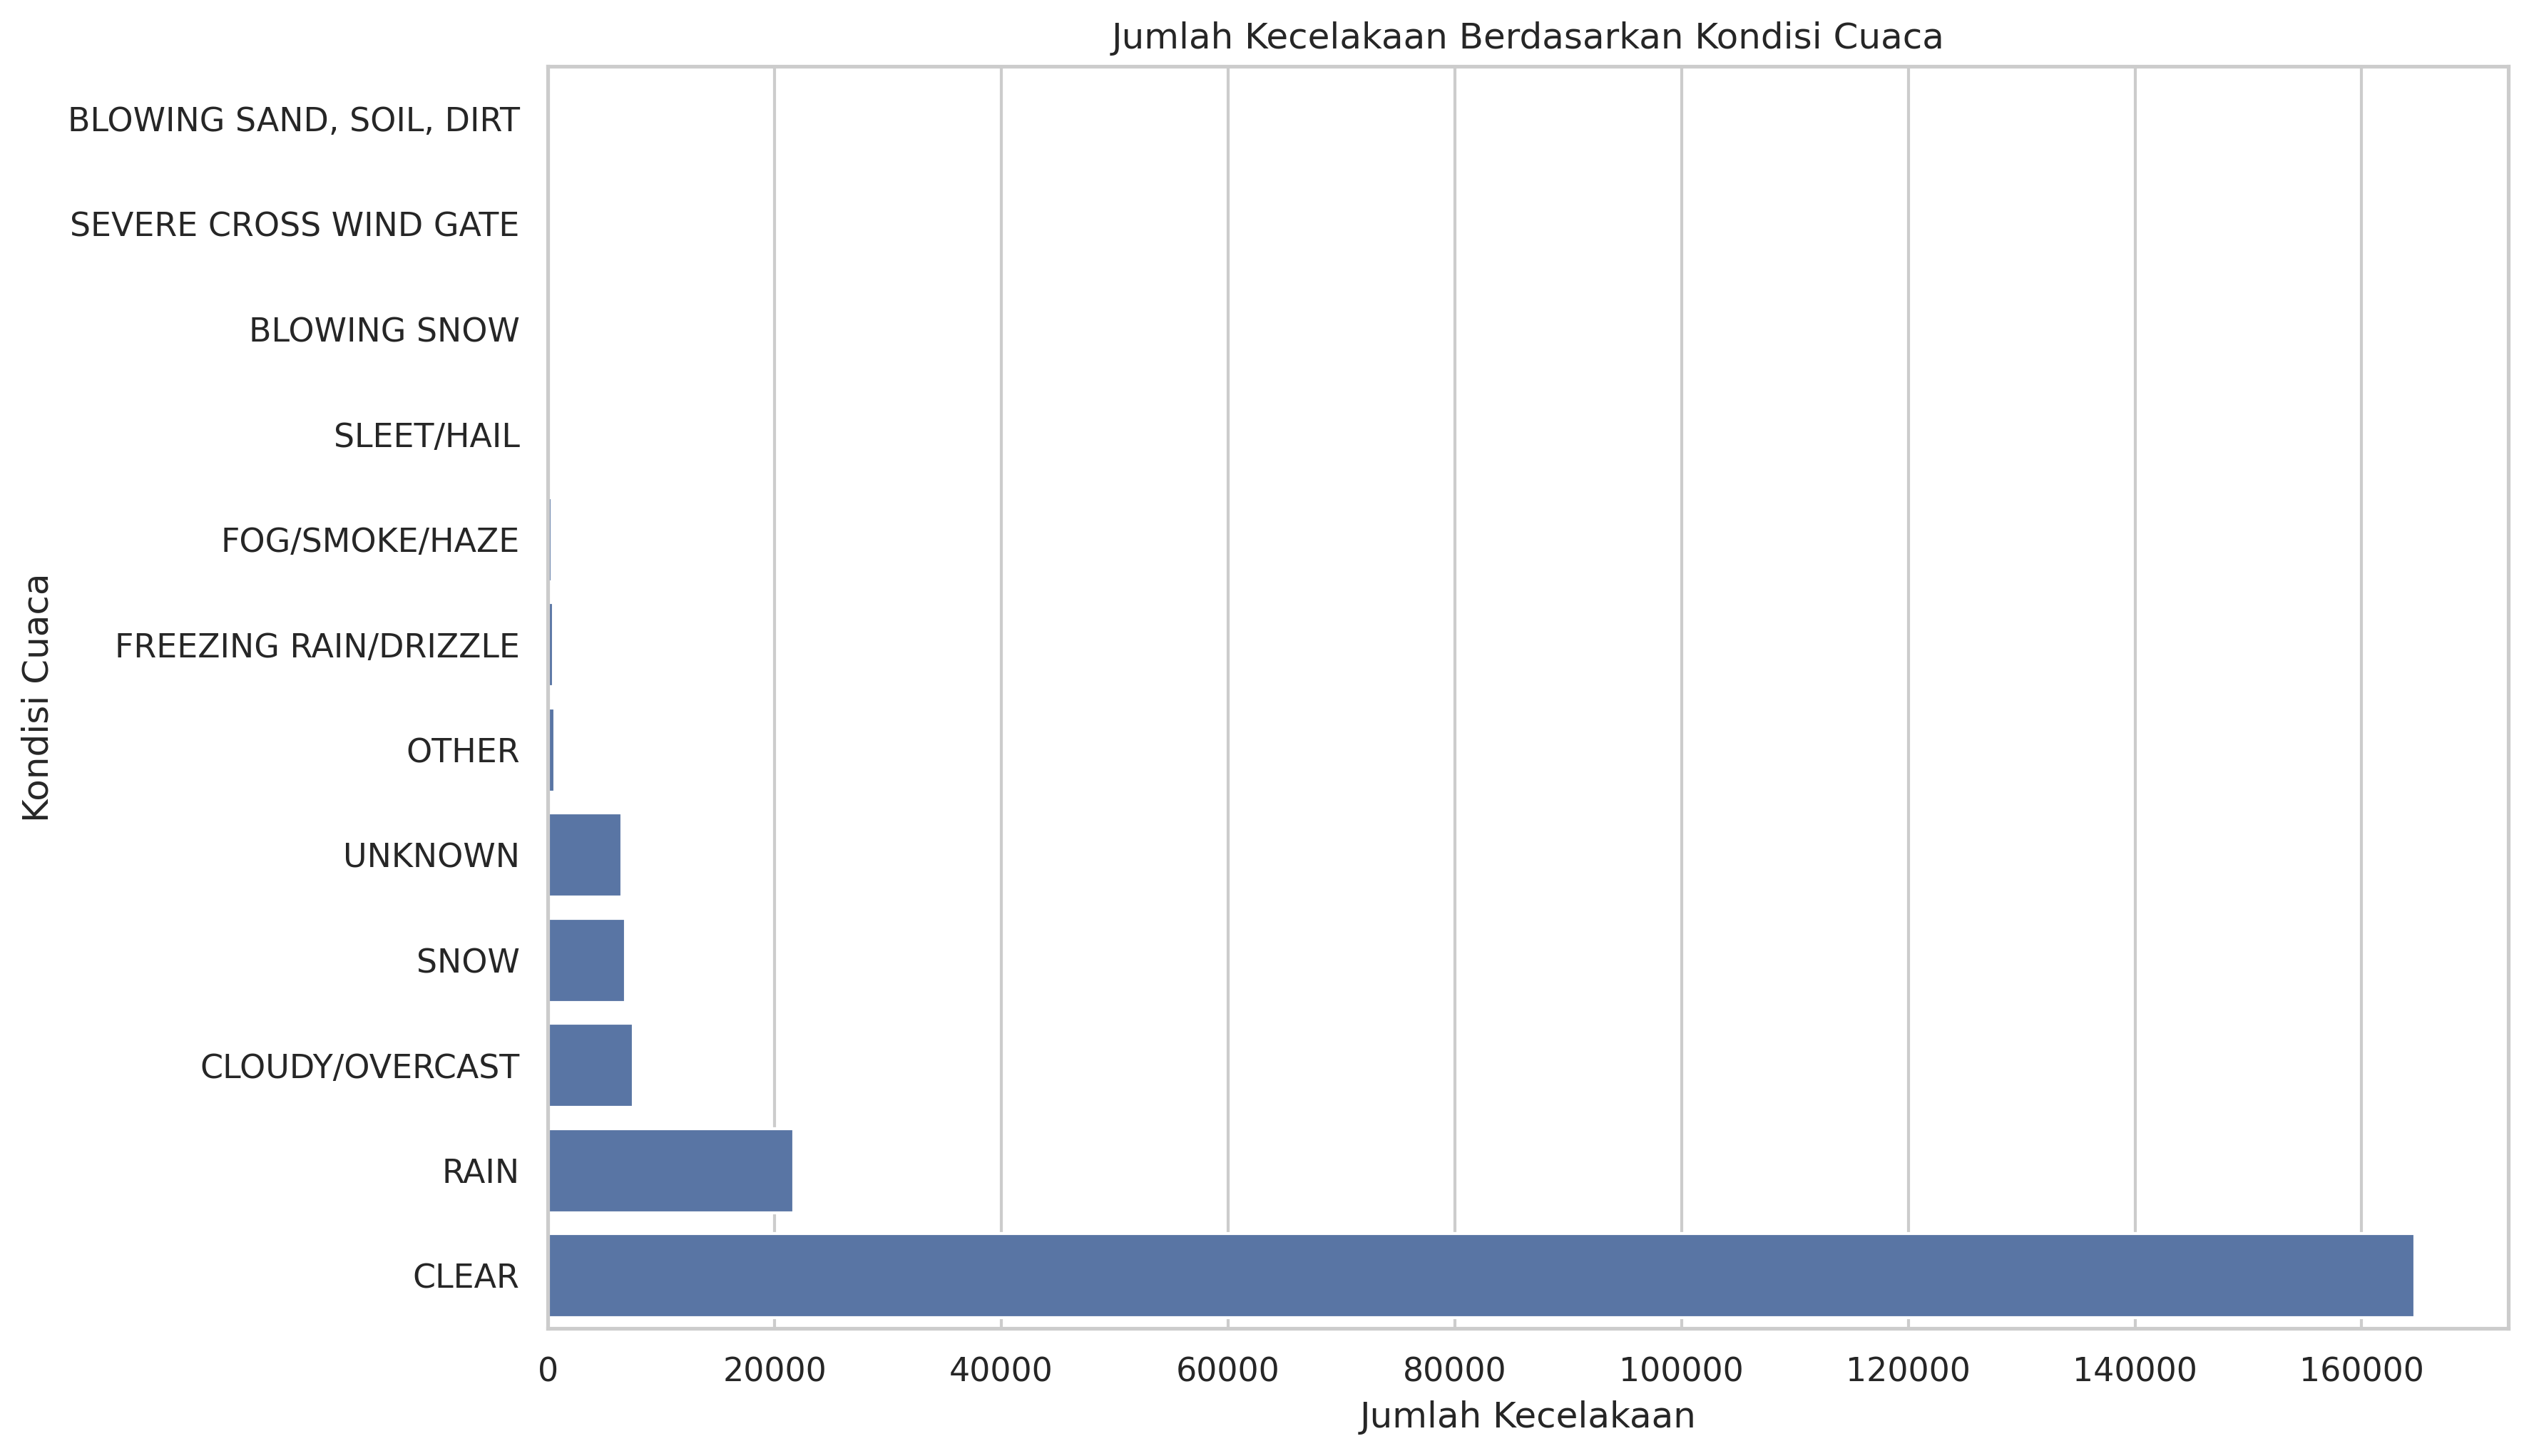 Jumlah Kecelakaan Berdasarkan Kondisi Cuaca
Kondisi Cuaca
BLOWING SAND, SOIL, DIRT
SEVERE CROSS WIND GATE
BLOWING SNOW
SLEET/HAIL
FOG/SMOKE/HAZE
FREEZING RAIN/DRIZZLE
OTHER
UNKNOWN
SNOW
CLOUDY/OVERCAST
RAIN
CLEAR
0 20000 40000 60000 80000 100000 120000 140000 160000
Jumlah Kecelakaan